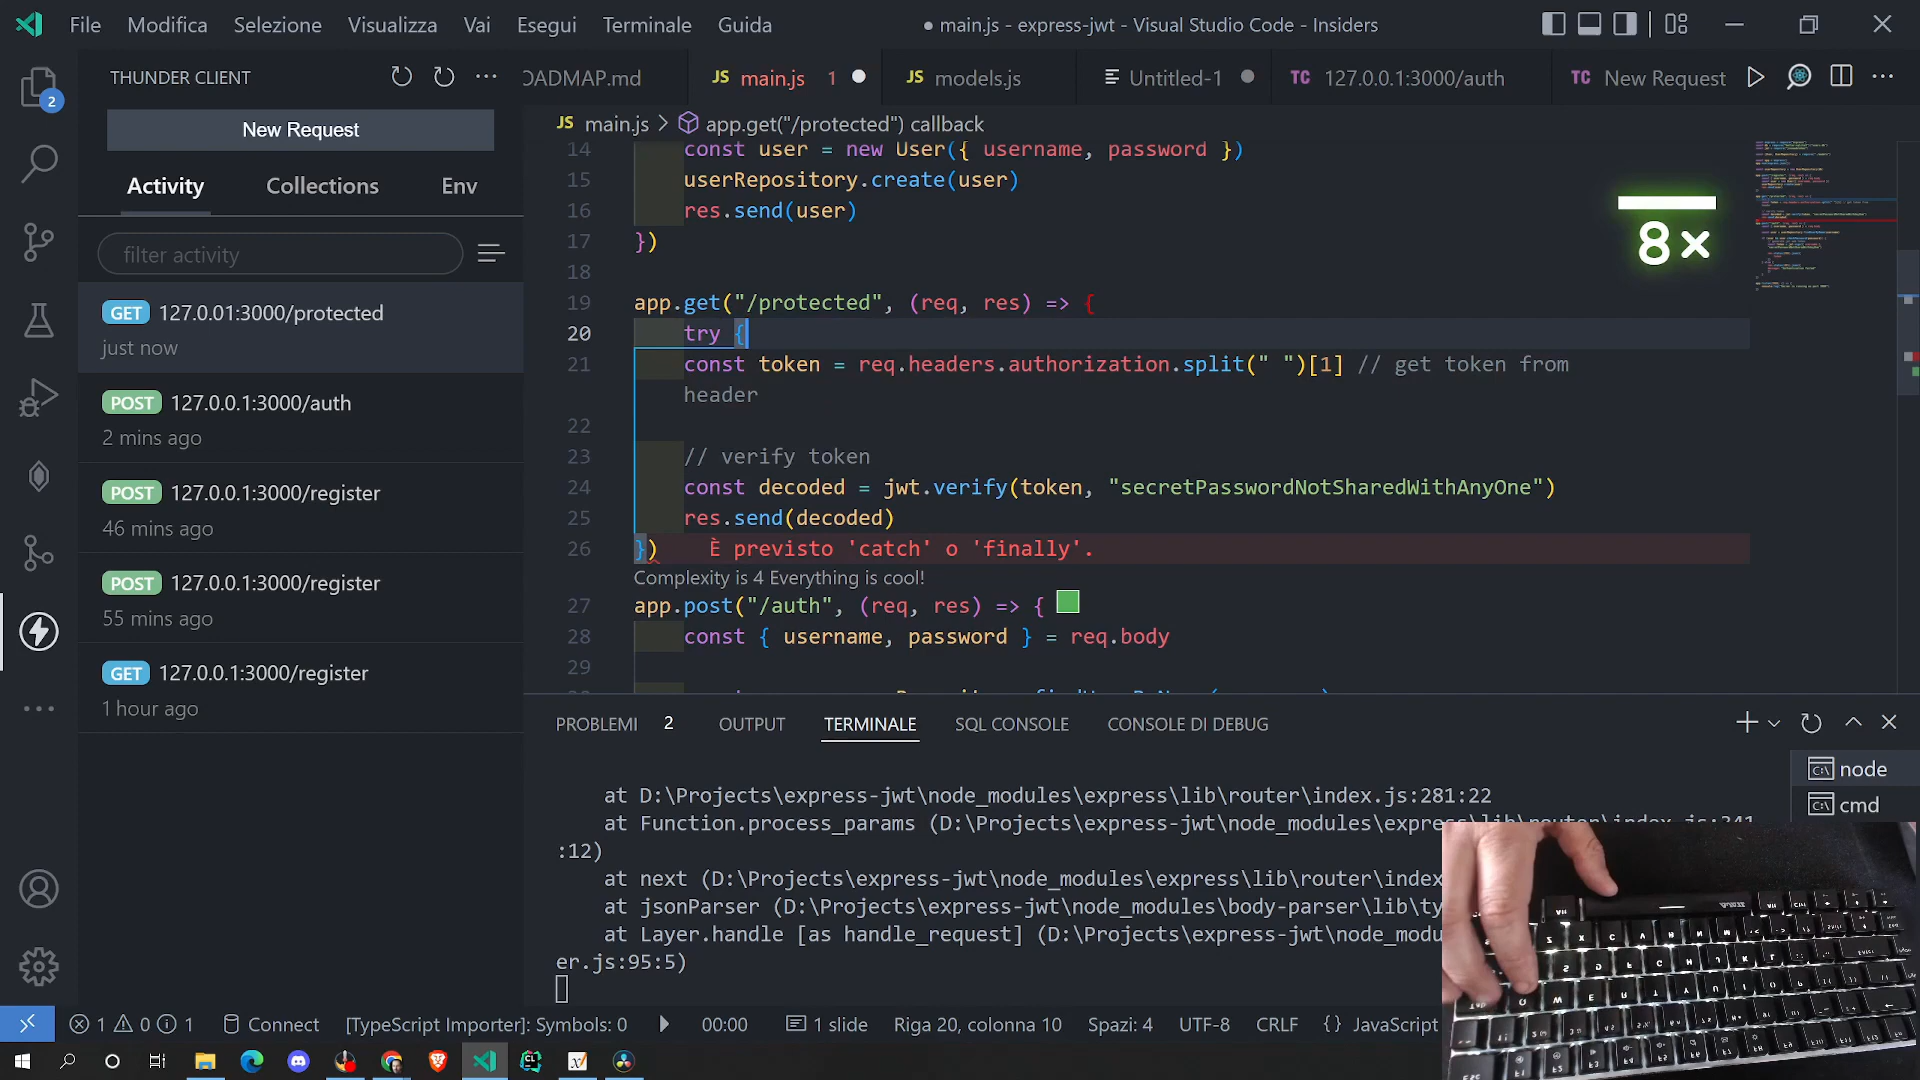 File Modifica Selezione Visualizza Vai Esegui Terminale Guida ● main.js - express-jwt - Visual Studio Code - Insiders
THUNDER CLIENT
New Request
Activity Collections Env
filter activity
GET 127.0.01:3000/protected
just now
POST 127.0.0.1:3000/auth
2 mins ago
POST 127.0.0.1:3000/register
46 mins ago
POST 127.0.0.1:3000/register
55 mins ago
GET 127.0.0.1:3000/register
1 hour ago
2
OADMAP.md JS main.js 1 ● JS models.js Untitled-1 ● TC 127.0.0.1:3000/auth TC New Request
JS main.js > app.get("/protected") callback
14 const user = new User({ username, password })
15 userRepository.create(user)
16 res.send(user)
17 })
18
19 app.get("/protected", (req, res) => {
20 try {
21 const token = req.headers.authorization.split(" ")[1] // get token from
header
22
23 // verify token
24 const decoded = jwt.verify(token, "secretPasswordNotSharedWithAnyOne")
25 res.send(decoded)
26 }) È previsto 'catch' o 'finally'.
Complexity is 4 Everything is cool!
27 app.post("/auth", (req, res) => {
28 const { username, password } = req.body
29
8×
PROBLEMI 2 OUTPUT TERMINALE SQL CONSOLE CONSOLE DI DEBUG
node
cmd
at D:\Projects\express-jwt\node_modules\express\lib\router\index.js:281:22
at Function.process_params (D:\Projects\express-jwt\node_modules\express\lib\router\index.js:341
:12)
at next (D:\Projects\express-jwt\node_modules\express\lib\router\index
at jsonParser (D:\Projects\express-jwt\node_modules\body-parser\lib\ty
at Layer.handle [as handle_request] (D:\Projects\express-jwt\node_modu
er.js:95:5)
1 0 1 Connect [TypeScript Importer]: Symbols: 0 00:00 1 slide Riga 20, colonna 10 Spazi: 4 UTF-8 CRLF {} JavaScript